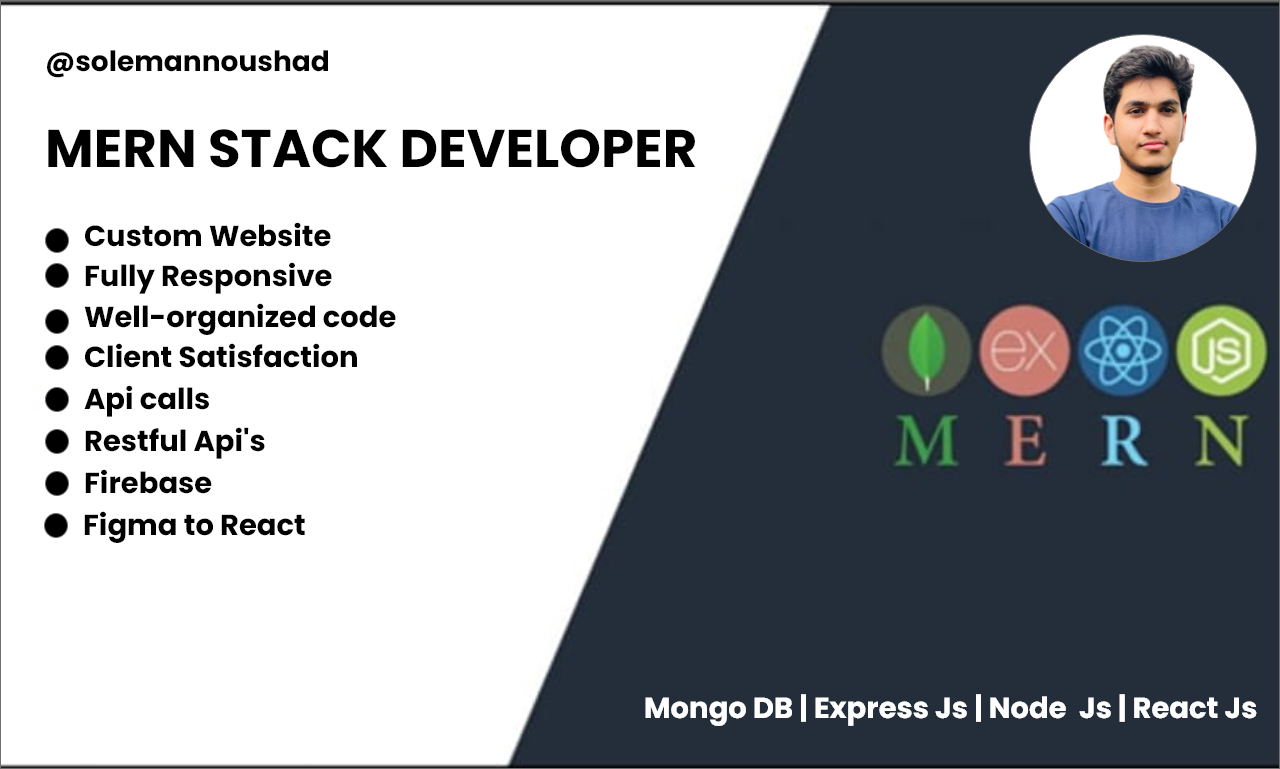 @solemannoushad
MERN STACK DEVELOPER
Custom Website
Fully Responsive
Well-organized code
Client Satisfaction
Api calls
Restful Api's
Firebase
Figma to React
ex JS
M E R N
Mongo DB | Express Js | Node Js | React Js